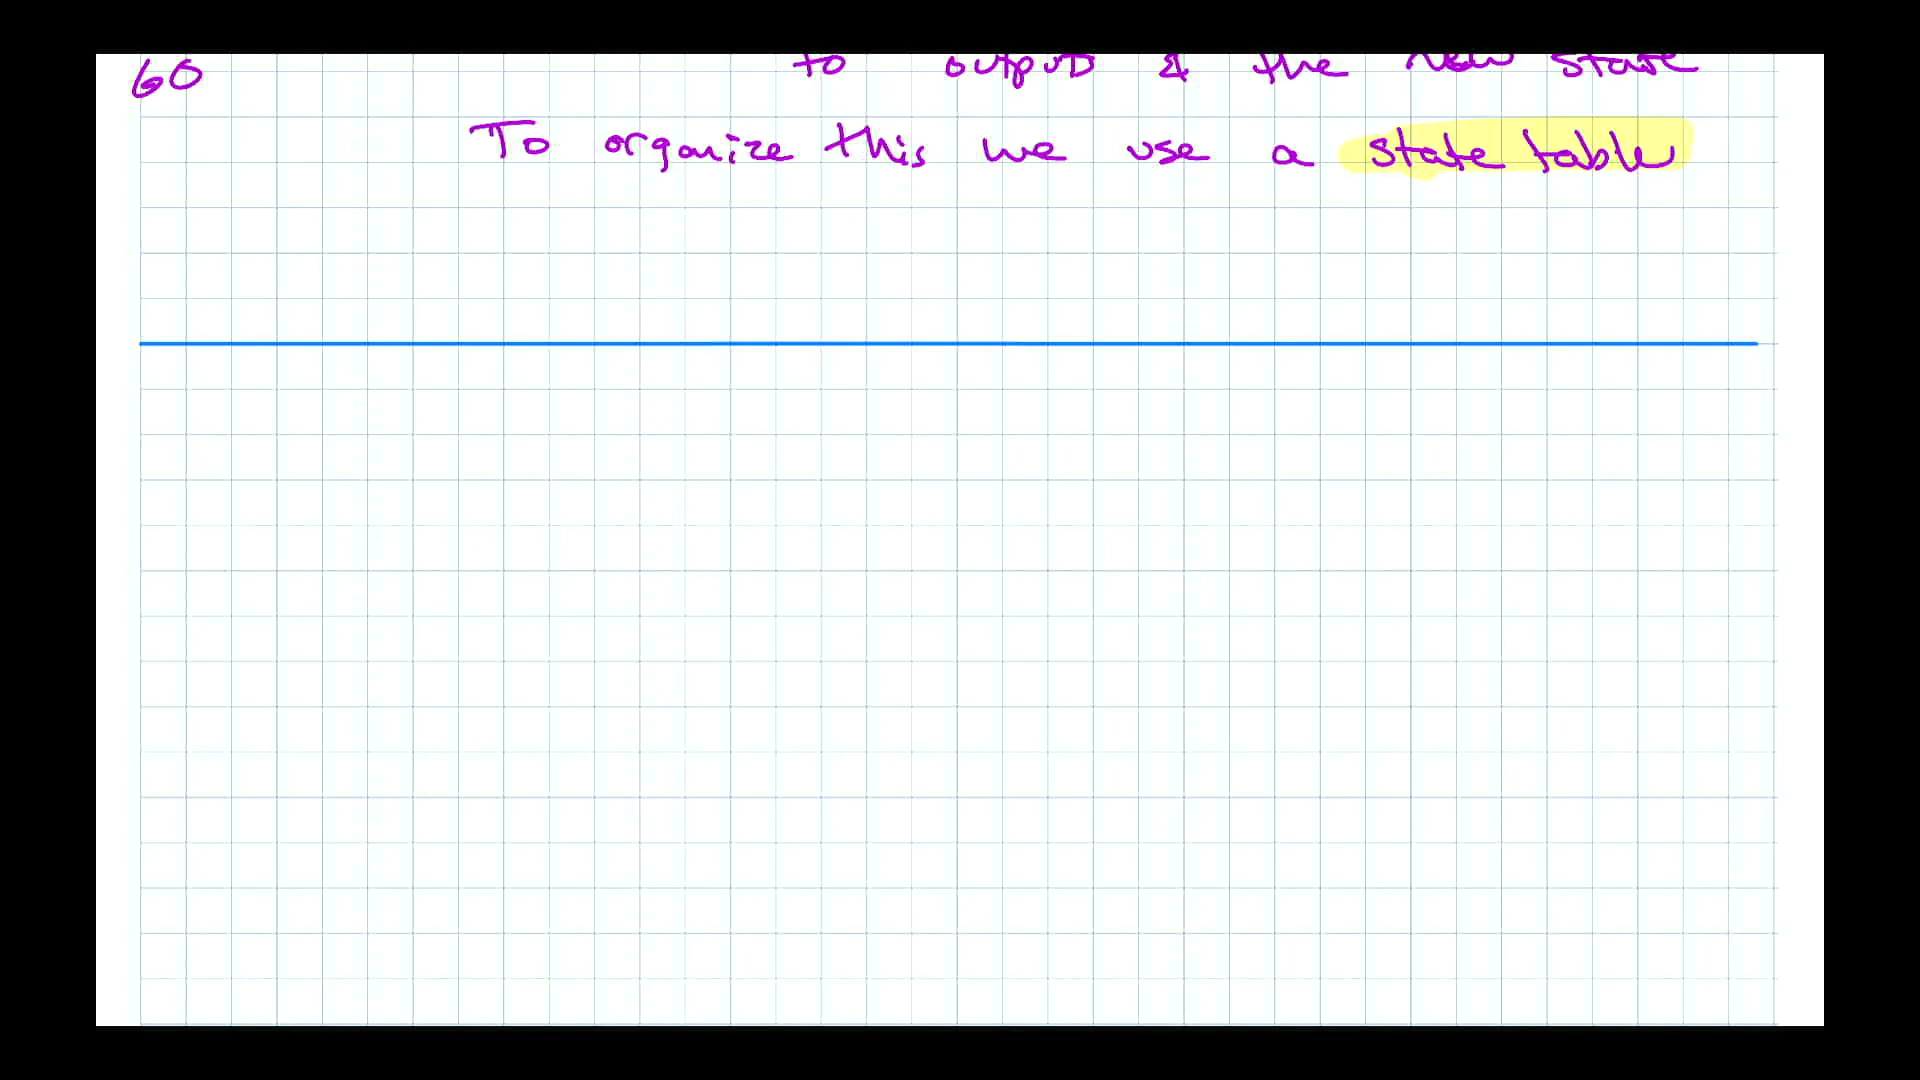 60 to output & the new state
To organize this we use a state table